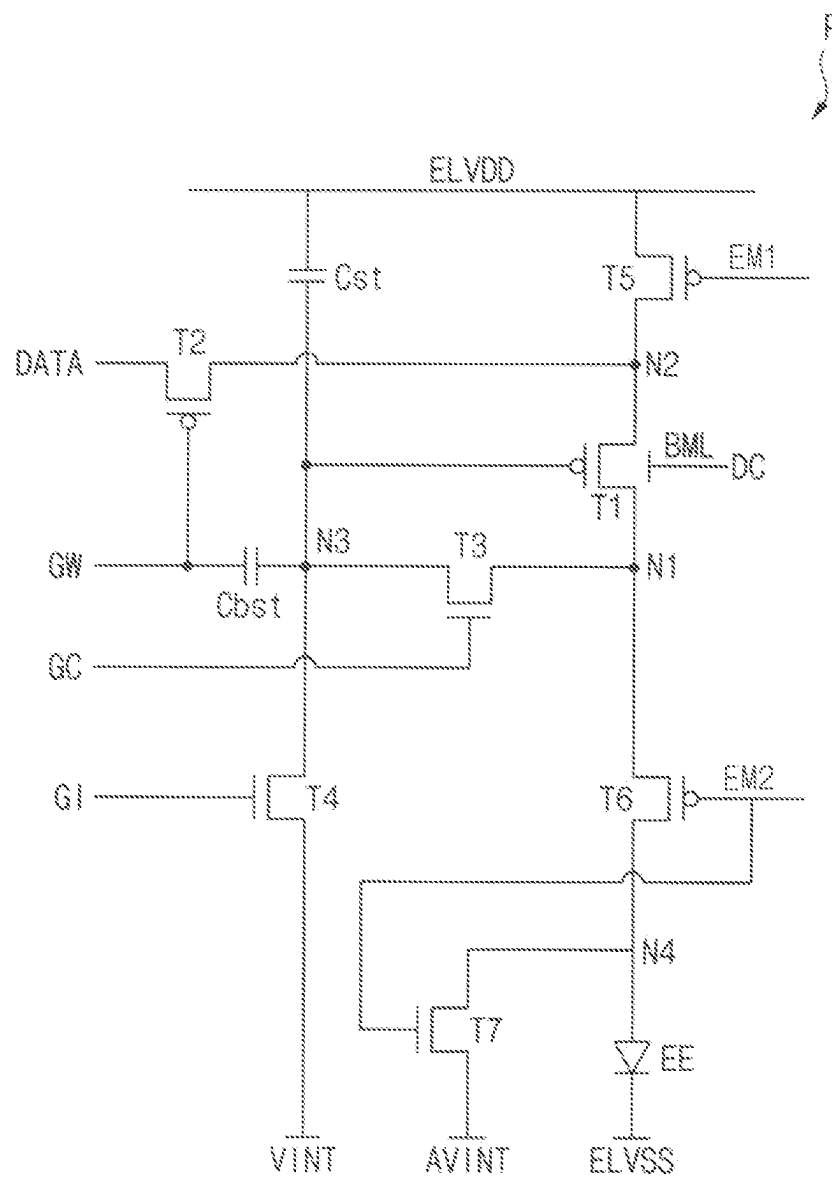 P
ELVDD
Cst
T5
EM1
DATA
T2
N2
BML
DC
T1
N3
T3
N1
GW
Cbst
GC
GI
T4
T6
EM2
N4
T7
EE
VINT
AVINT
ELVSS